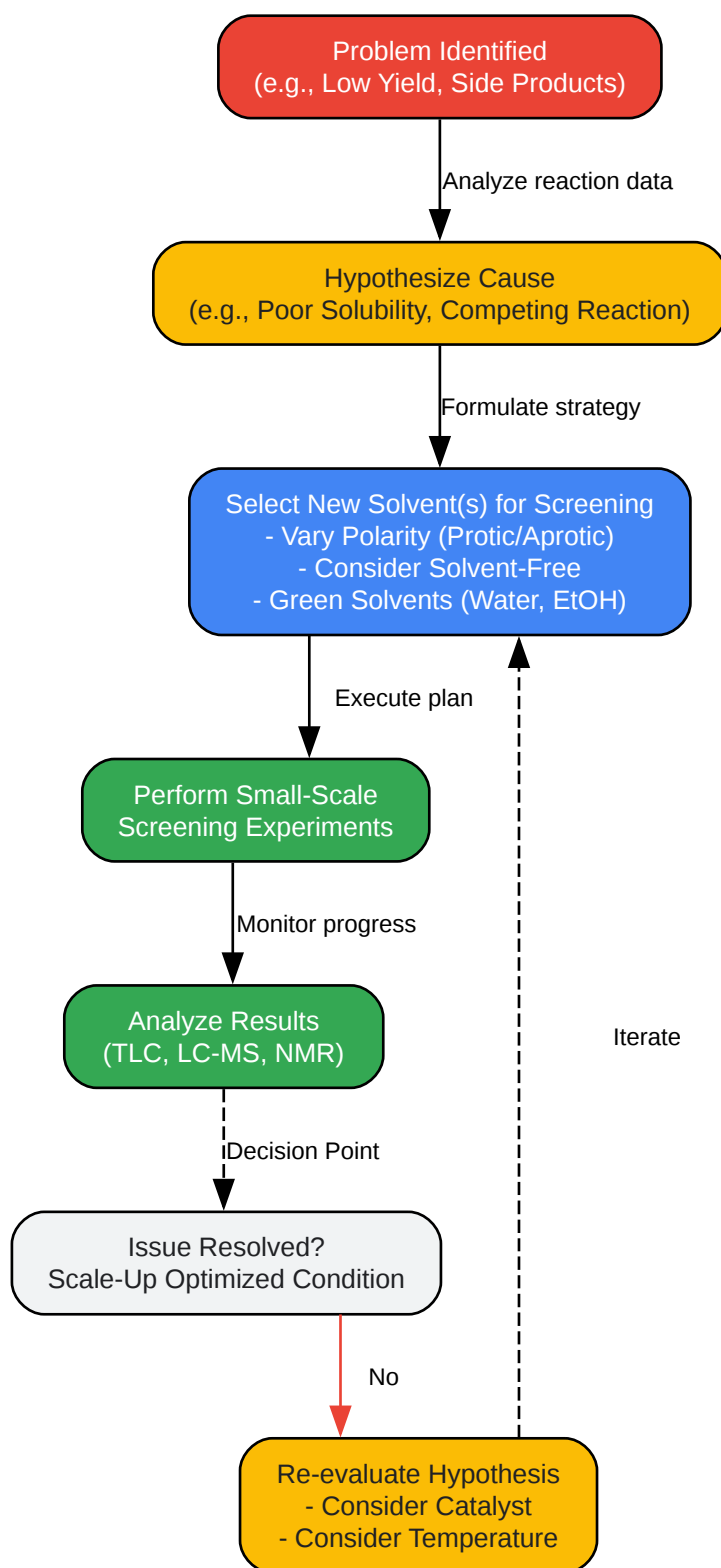 Problem Identified
(e.g., Low Yield, Side Products)
Analyze reaction data
Hypothesize Cause
(e.g., Poor Solubility, Competing Reaction)
Formulate strategy
Select New Solvent(s) for Screening
- Vary Polarity (Protic/Aprotic)
- Consider Solvent-Free
- Green Solvents (Water, EtOH)
Execute plan
Perform Small-Scale
Screening Experiments
Monitor progress
Analyze Results
(TLC, LC-MS, NMR)
Iterate
Decision Point
Issue Resolved?
Scale-Up Optimized Condition
No
Re-evaluate Hypothesis
- Consider Catalyst
- Consider Temperature